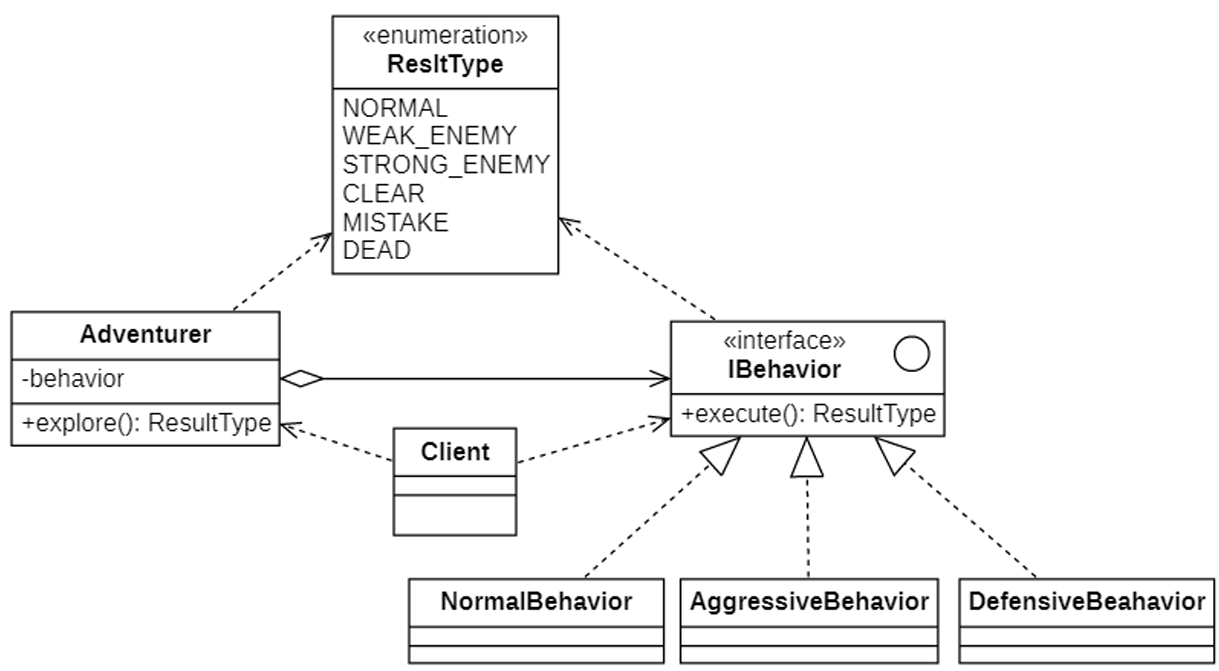 «enumeration»
ResltType
NORMAL
WEAK_ENEMY
STRONG_ENEMY
CLEAR
MISTAKE
DEAD
Adventurer
-behavior
+explore(): ResultType
«interface»
IBehavior
+execute(): ResultType
Client
NormalBehavior
AggressiveBehavior
DefensiveBeahavior